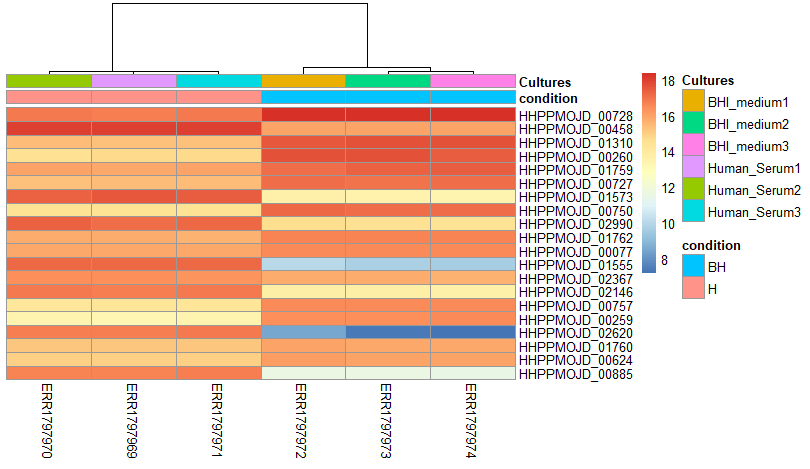 Cultures
condition
HHPPMOJD_00728
HHPPMOJD_00458
HHPPMOJD_01310
HHPPMOJD_00260
HHPPMOJD_01759
HHPPMOJD_00727
HHPPMOJD_01573
HHPPMOJD_00750
HHPPMOJD_02990
HHPPMOJD_01762
HHPPMOJD_00077
HHPPMOJD_01555
HHPPMOJD_02367
HHPPMOJD_02146
HHPPMOJD_00757
HHPPMOJD_00259
HHPPMOJD_02620
HHPPMOJD_01760
HHPPMOJD_00624
HHPPMOJD_00885
ERR1797970
ERR1797969
ERR1797971
ERR1797972
ERR1797973
ERR1797974
18
16
14
12
10
8
Cultures
BHI_medium1
BHI_medium2
BHI_medium3
Human_Serum1
Human_Serum2
Human_Serum3
condition
BH
H